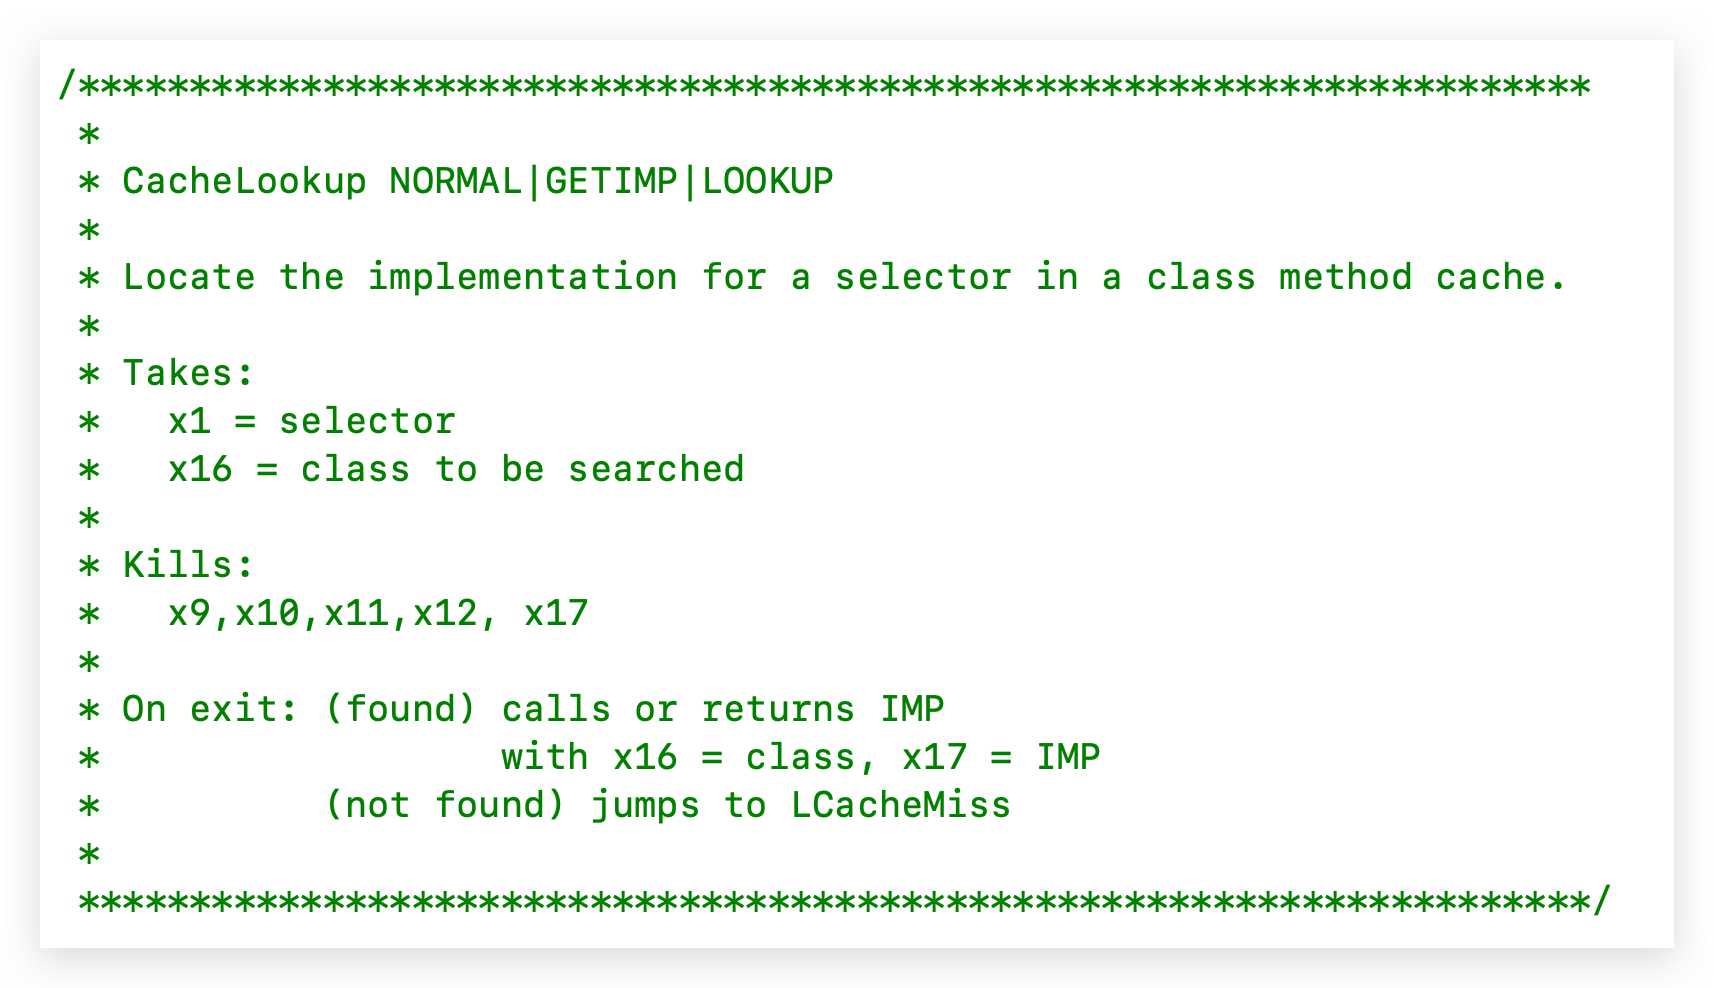 /********************************************************************
 *
 * CacheLookup NORMAL|GETIMP|LOOKUP
 *
 * Locate the implementation for a selector in a class method cache.
 *
 * Takes:
 *   x1 = selector
 *   x16 = class to be searched
 *
 * Kills:
 *   x9,x10,x11,x12, x17
 *
 * On exit: (found) calls or returns IMP
 *                  with x16 = class, x17 = IMP
 *          (not found) jumps to LCacheMiss
 *
 ********************************************************************/